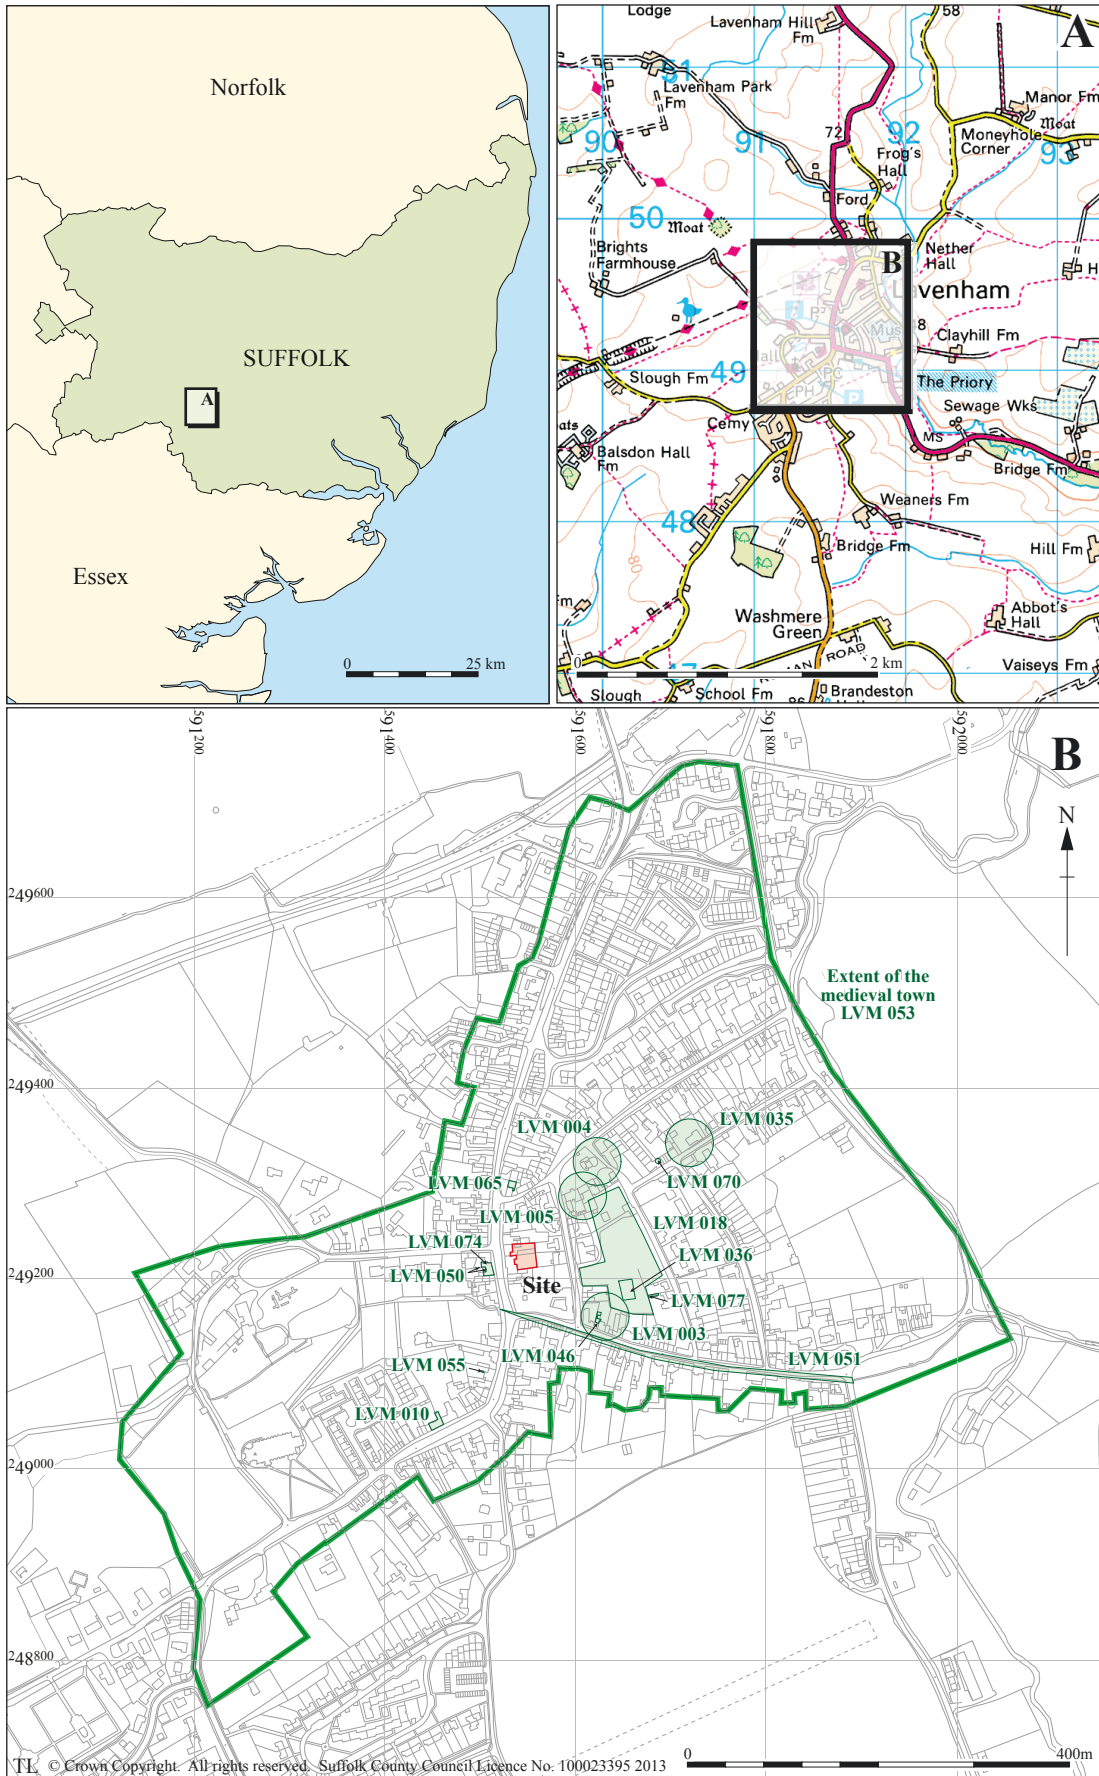 Norfolk
SUFFOLK
A
Essex
0
25 km
A
Lodge
Lavenham Hill
Fm
58
51
Lavenham Park
Fm
Manor Fm
Moat
90
91
72
92
Moneyhole
Corner
93
Frog's
Hall
Ford
50
Moat
Brights
Farmhouse
Nether
Hall
B
Lavenham
Mus
8
Clayhill Fm
49
Slough Fm
The Priory
PC
PH
P
Cemy
Sewage Wks
MS
Balsdon Hall
Fm
Bridge Fm
Weaners Fm
48
Bridge Fm
Hill Fm
80
Abbot's
Hall
Washmere
Green
ROAD
Vaiseys Fm
0
2 km
Slough
School Fm
86
Brandeston
591200
591400
591600
591800
592000
B
N
249600
Extent of the
medieval town
LVM 053
249400
LVM 004
LVM 035
LVM 065
LVM 070
LVM 005
LVM 018
LVM 074
LVM 036
LVM 050
249200
Site
LVM 077
LVM 003
LVM 046
LVM 051
LVM 055
LVM 010
249000
248800
0
400m
TL © Crown Copyright. All rights reserved. Suffolk County Council Licence No. 100023395 2013